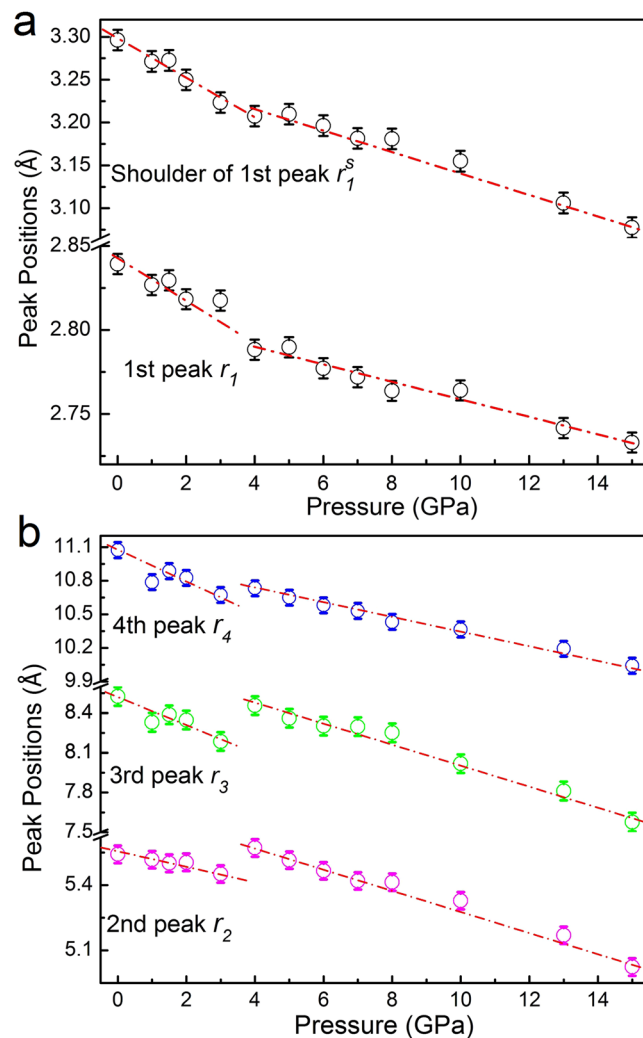 a
3.30
3.25
3.20
3.15
3.10
2.85
2.80
2.75
Peak Positions (Å)
Shoulder of 1st peak r₁ˢ
1st peak r₁
0 2 4 6 8 10 12 14
Pressure (GPa)
b
11.1
10.8
10.5
10.2
9.9
8.4
8.1
7.8
7.5
5.4
5.1
Peak Positions (Å)
4th peak r₄
3rd peak r₃
2nd peak r₂
0 2 4 6 8 10 12 14
Pressure (GPa)